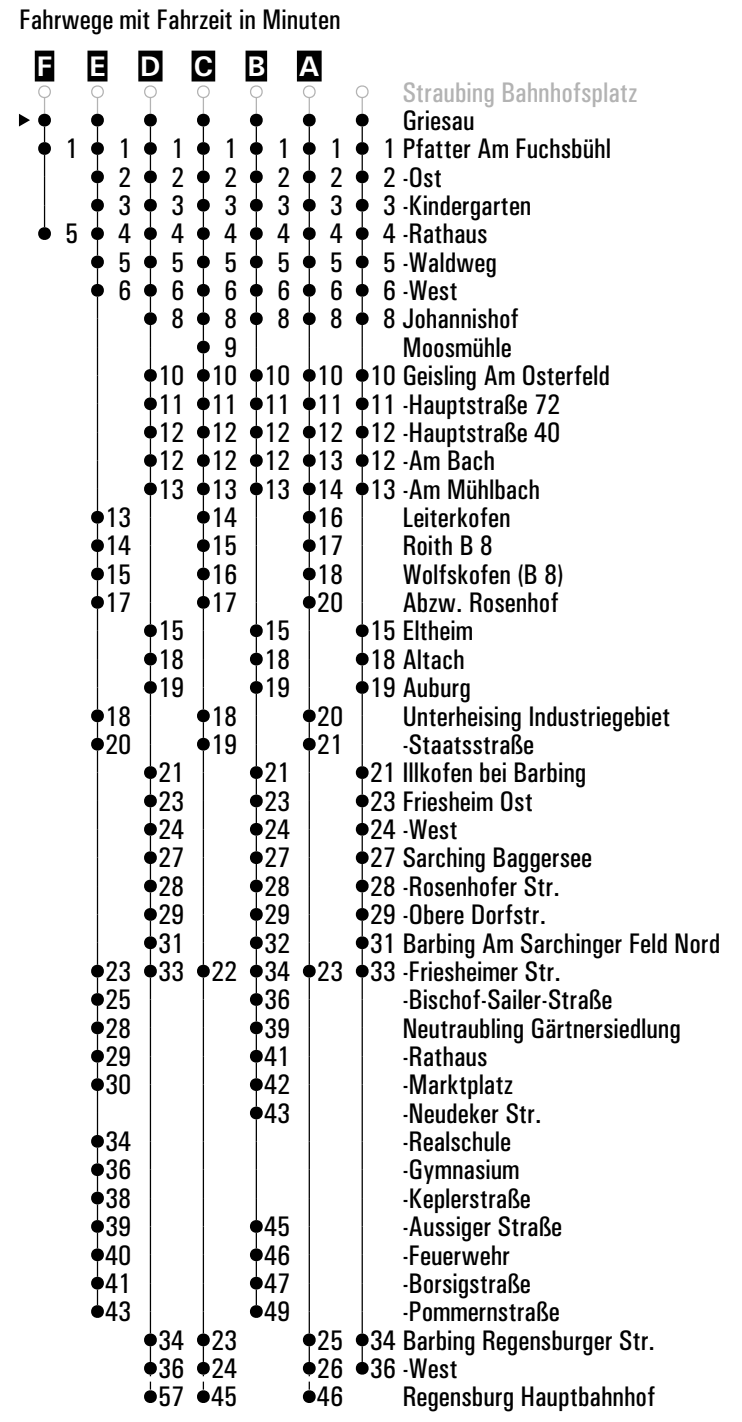 Fahrwege mit Fahrzeit in Minuten
F E D C B A
Straubing Bahnhofsplatz
Griesau
1 1 1 1 1 1 1 Pfatter Am Fuchsbühl
2 2 2 2 2 2 -Ost
3 3 3 3 3 3 -Kindergarten
5 4 4 4 4 4 4 -Rathaus
5 5 5 5 5 5 -Waldweg
6 6 6 6 6 6 -West
8 8 8 8 8 Johannishof
9 Moosmühle
10 10 10 10 10 Geisling Am Osterfeld
11 11 11 11 11 -Hauptstraße 72
12 12 12 12 12 -Hauptstraße 40
12 12 12 13 12 -Am Bach
13 13 13 14 13 -Am Mühlbach
13 14 16 Leiterkofen
14 15 17 Roith B 8
15 16 18 Wolfskofen (B 8)
17 17 20 Abzw. Rosenhof
15 15 15 Eltheim
18 18 18 Altach
19 19 19 Auburg
18 18 20 Unterheising Industriegebiet
20 19 21 -Staatsstraße
21 21 21 Illkofen bei Barbing
23 23 23 Friesheim Ost
24 24 24 -West
27 27 27 Sarching Baggersee
28 28 28 -Rosenhofer Str.
29 29 29 -Obere Dorfstr.
31 32 31 Barbing Am Sarchinger Feld Nord
23 33 22 34 23 33 -Friesheimer Str.
25 36 -Bischof-Sailer-Straße
28 39 Neutraubling Gärtnersiedlung
29 41 -Rathaus
30 42 -Marktplatz
43 -Neudeker Str.
34 -Realschule
36 -Gymnasium
38 -Keplerstraße
39 45 -Aussiger Straße
40 46 -Feuerwehr
41 47 -Borsigstraße
43 49 -Pommernstraße
34 23 25 34 Barbing Regensburger Str.
36 24 26 36 -West
57 45 46 Regensburg Hauptbahnhof